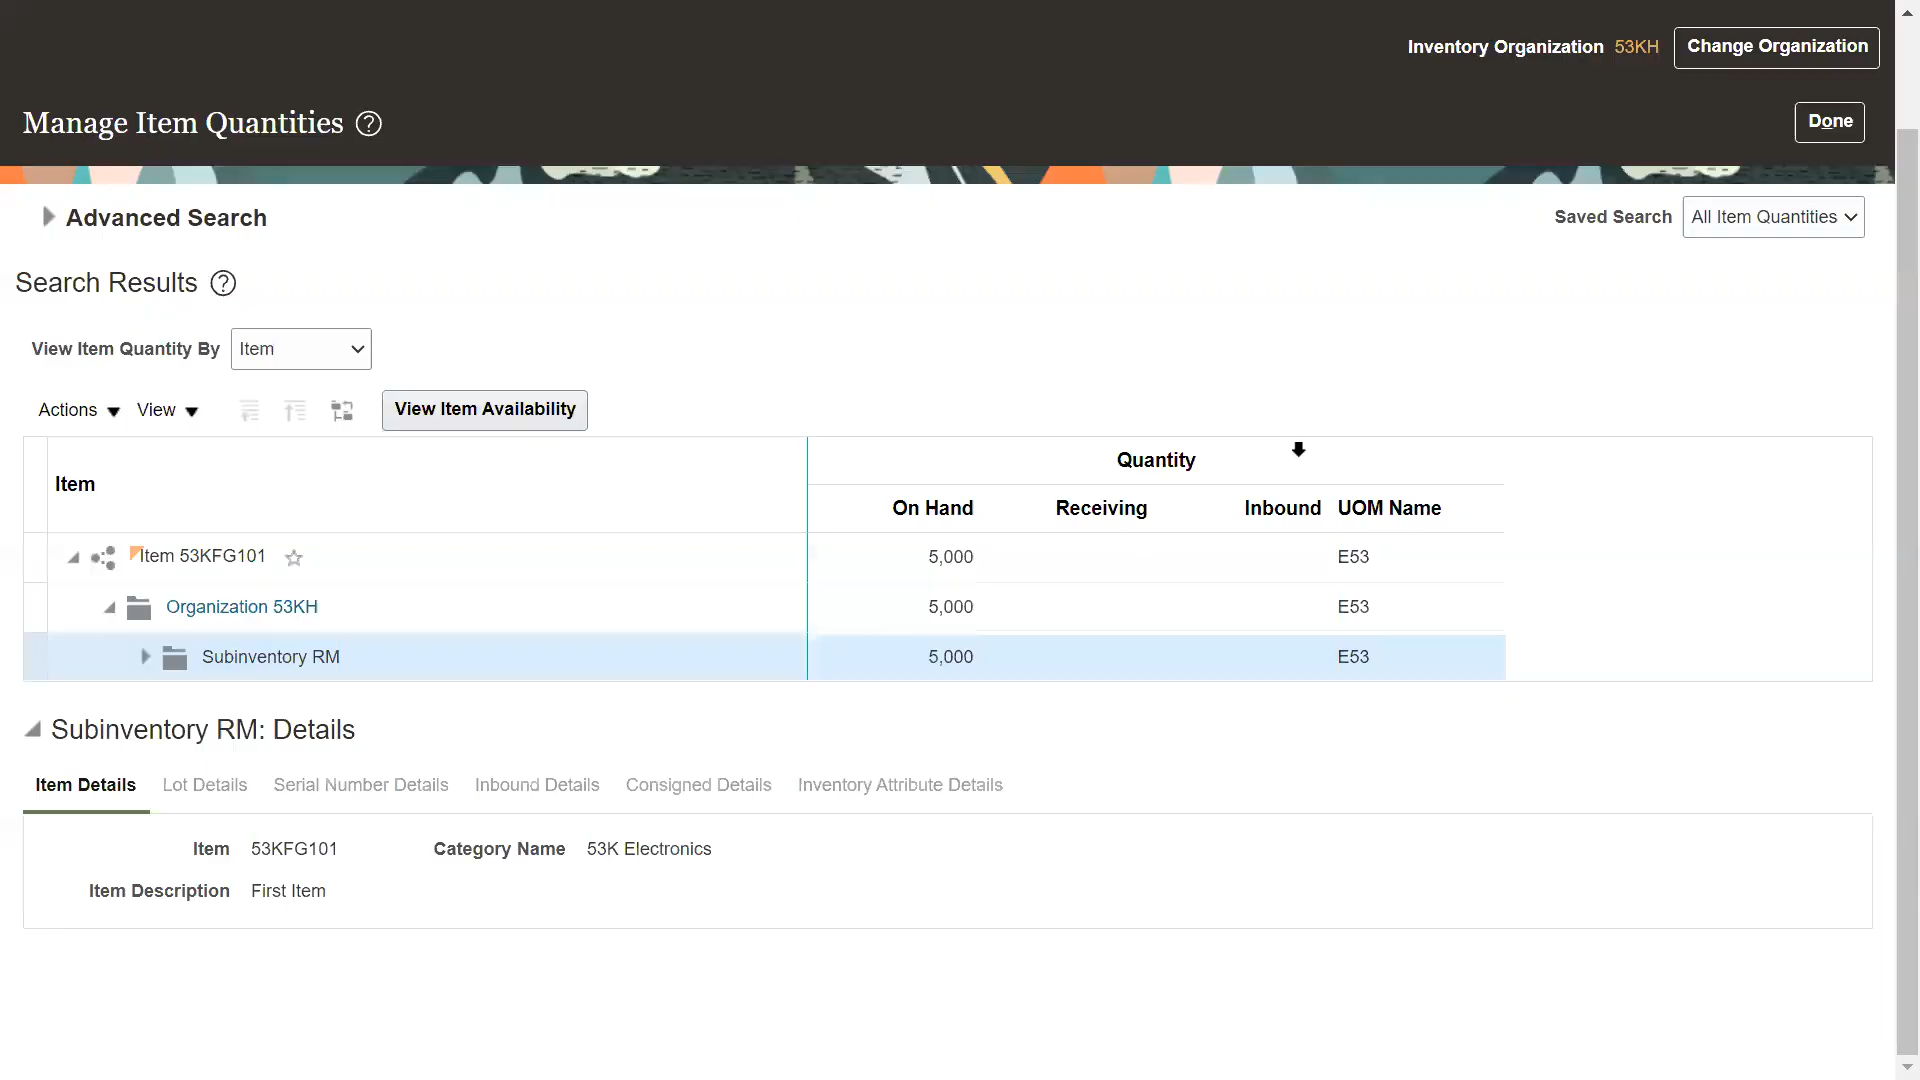 Inventory Organization 53KH Change Organization
Manage Item Quantities ?
Done
Advanced Search
Saved Search All Item Quantities
Search Results ?
View Item Quantity By Item
Actions View View Item Availability
Quantity
Item
On Hand Receiving Inbound UOM Name
Item 53KFG101 5,000 E53
Organization 53KH 5,000 E53
Subinventory RM 5,000 E53
Subinventory RM: Details
Item Details Lot Details Serial Number Details Inbound Details Consigned Details Inventory Attribute Details
Item 53KFG101 Category Name 53K Electronics
Item Description First Item